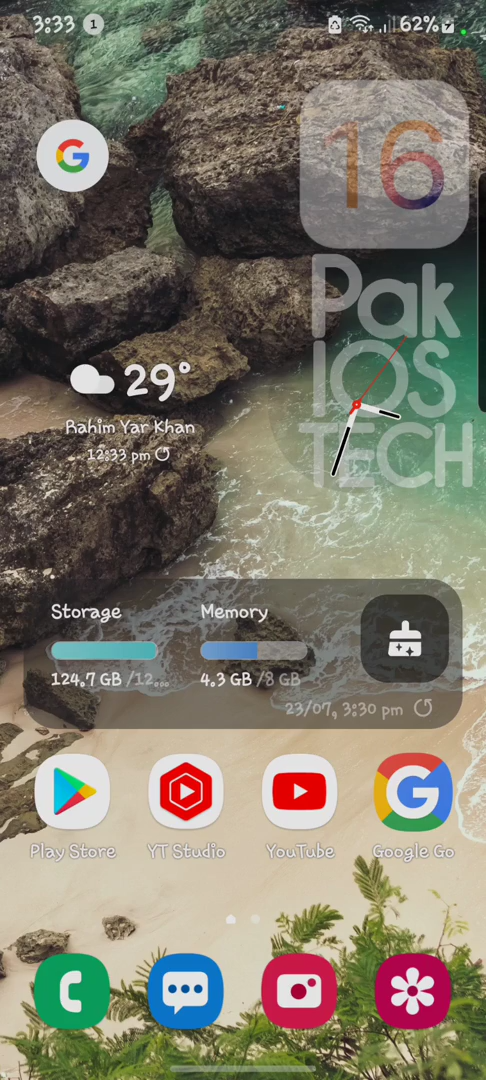 3:33 1 62%
16
Pak
IOS
TECH
29°
Rahim Yar Khan
12:33 pm
Storage Memory
124.7 GB /12... 4.3 GB /8 GB
23/07, 3:30 pm
Play Store YT Studio YouTube Google Go